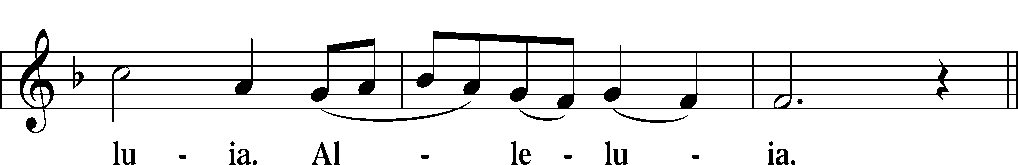 lu - ia. Al - le - lu - ia.